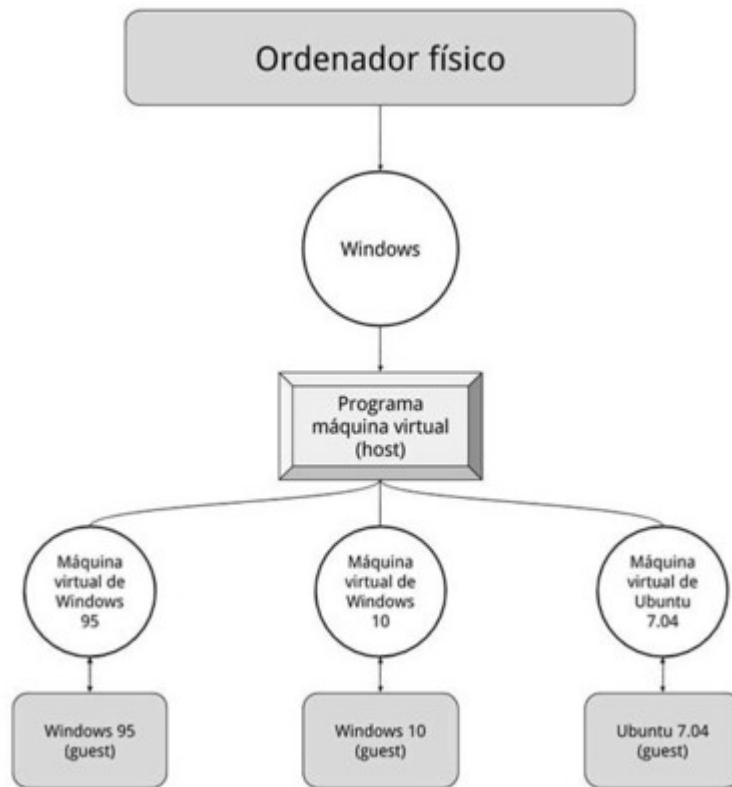 Ordenador físico
Windows
Programa
máquina virtual
(host)
Máquina
virtual de
Windows
95
Máquina
virtual de
Windows
10
Máquina
virtual de
Ubuntu
7.04
Windows 95
(guest)
Windows 10
(guest)
Ubuntu 7.04
(guest)